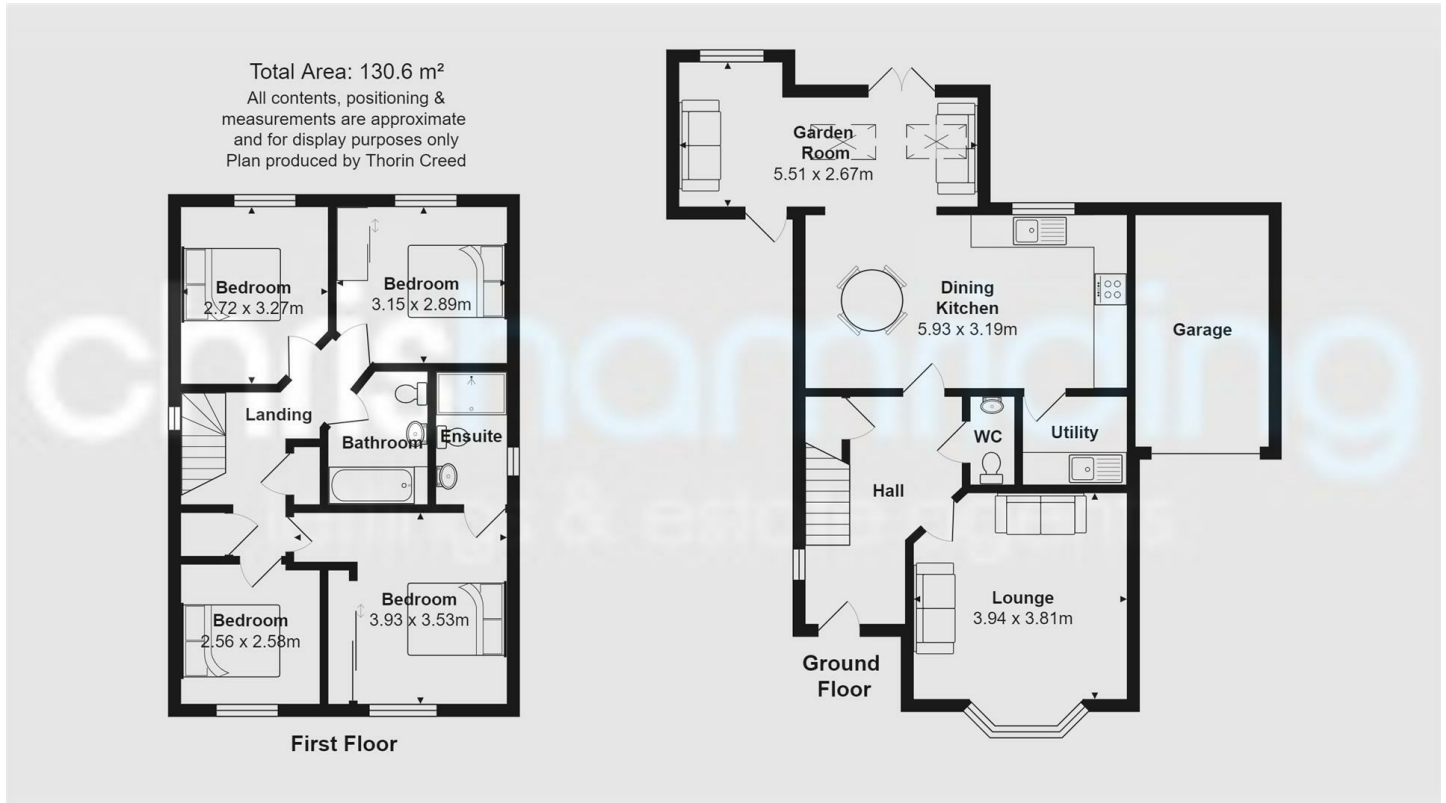 Total Area: 130.6 m²
All contents, positioning &
measurements are approximate
and for display purposes only
Plan produced by Thorin Creed
Bedroom
2.72 x 3.27m
Bedroom
3.15 x 2.89m
Landing
Bathroom
Ensuite
Bedroom
2.56 x 2.58m
Bedroom
3.93 x 3.53m
First Floor
Garden
Room
5.51 x 2.67m
Dining
Kitchen
5.93 x 3.19m
Garage
WC
Utility
Hall
Lounge
3.94 x 3.81m
Ground
Floor
& estate agents